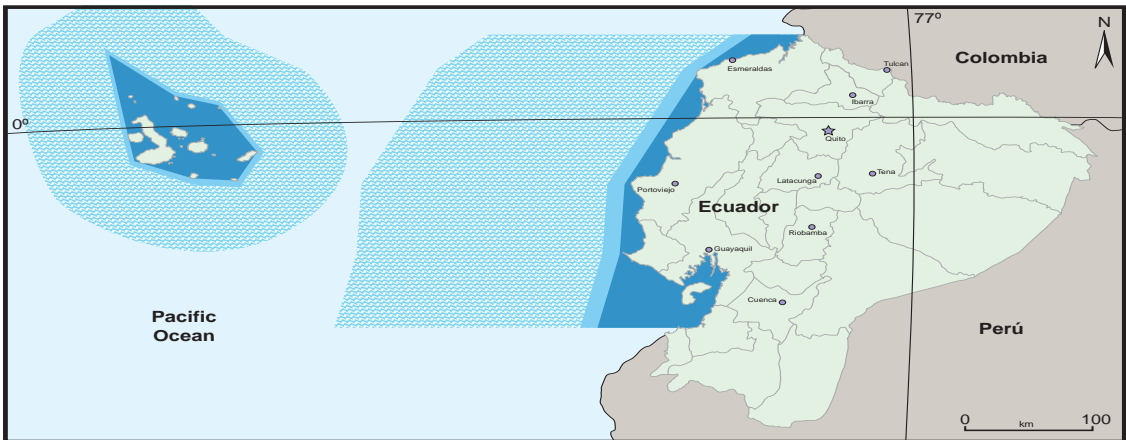 77º
N
Colombia
Tulcan
Esmeraldas
Ibarra
0º
Quito
Latacunga
Tena
Portoviejo
Ecuador
Riobamba
Guayaquil
Cuenca
Pacific
Ocean
Perú
0
100
km